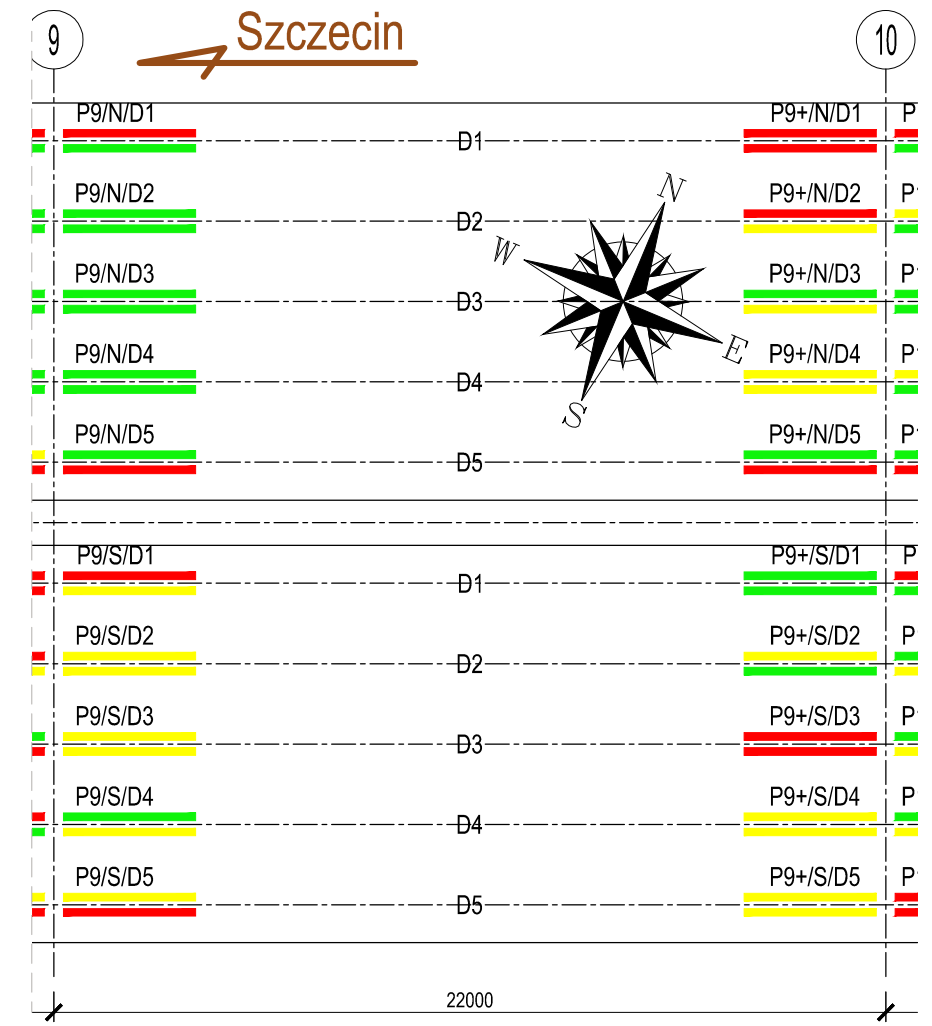 9
Szczecin
10
P9/N/D1
P9+/N/D1
P
D1
P9/N/D2
P9+/N/D2
D2
N
W
P9/N/D3
P9+/N/D3
D3
E
P9/N/D4
P9+/N/D4
D4
S
P9/N/D5
P9+/N/D5
D5
P9/S/D1
P9+/S/D1
P
D1
P9/S/D2
P9+/S/D2
D2
P9/S/D3
P9+/S/D3
D3
P9/S/D4
P9+/S/D4
P
D4
P9/S/D5
P9+/S/D5
D5
22000